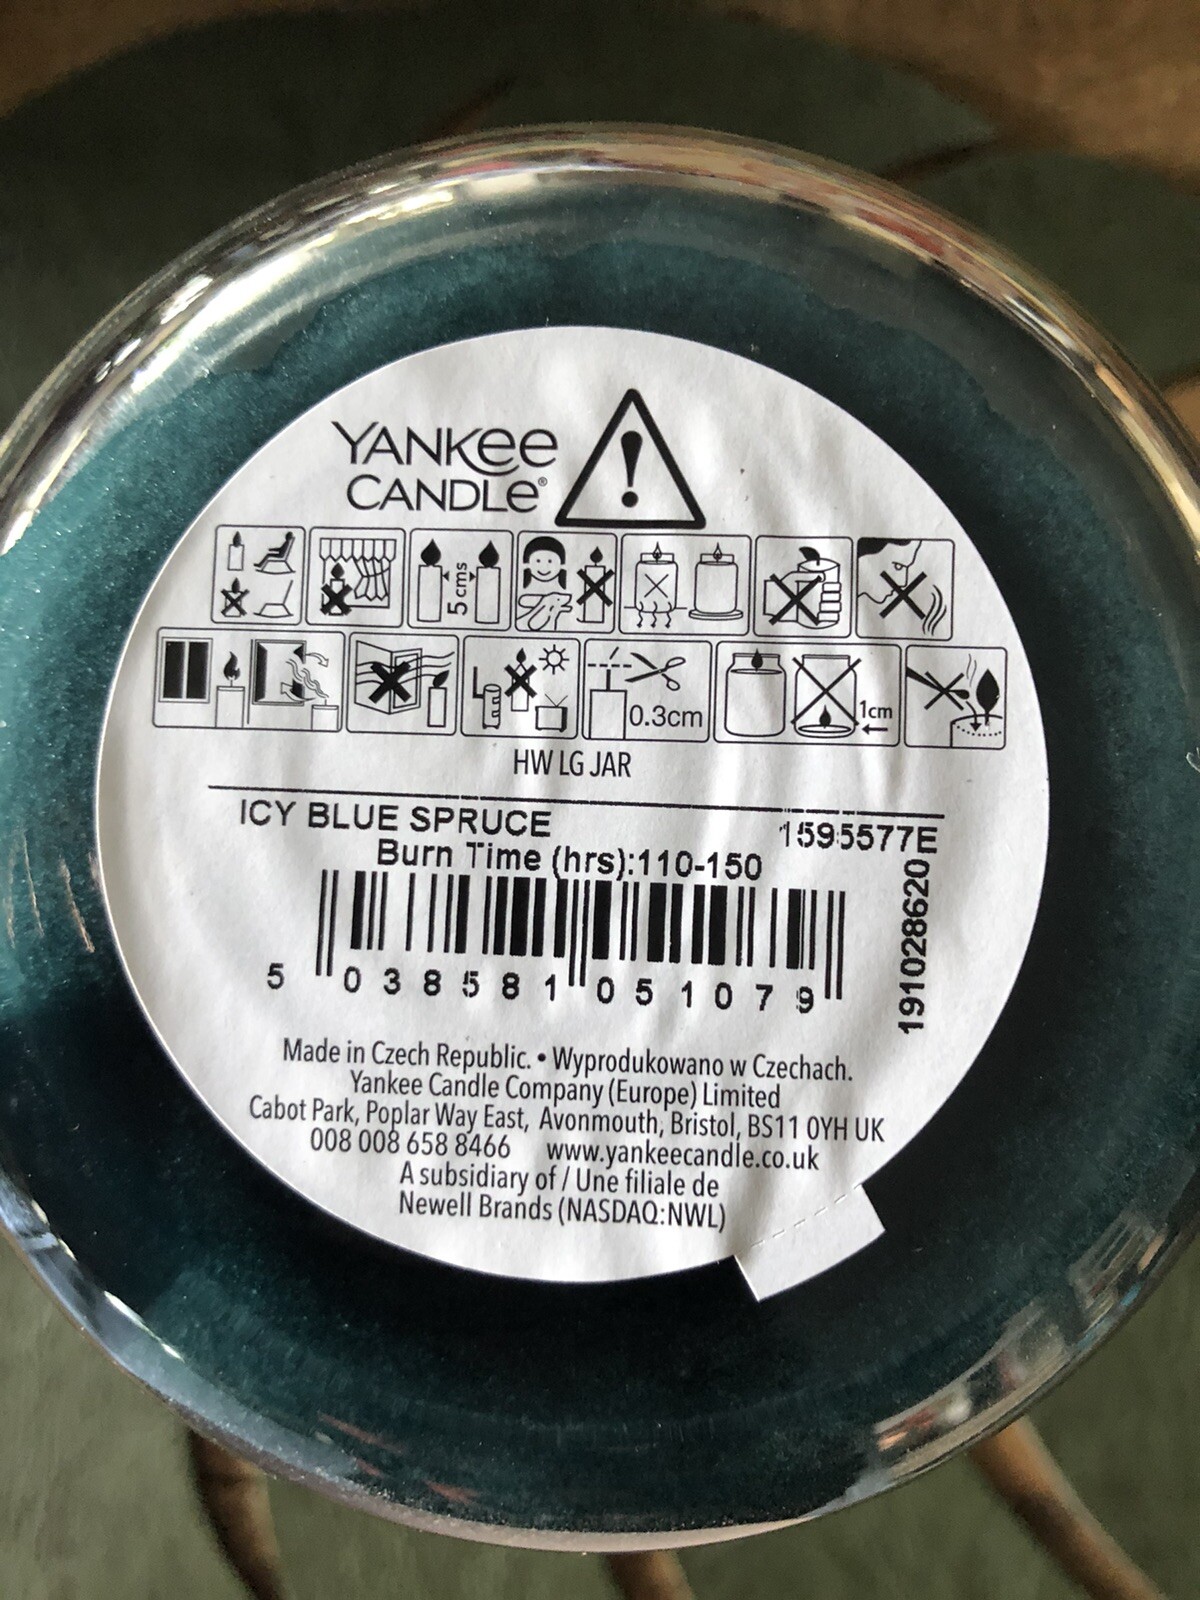 YANKEE
CANDLE®
5 cms
0.3cm
1cm
HW LG JAR
ICY BLUE SPRUCE 1595577E
Burn Time (hrs):110-150
191028620
5 038581 051079
Made in Czech Republic. • Wyprodukowano w Czechach.
Yankee Candle Company (Europe) Limited
Cabot Park, Poplar Way East, Avonmouth, Bristol, BS11 0YH UK
008 008 658 8466 www.yankeecandle.co.uk
A subsidiary of / Une filiale de
Newell Brands (NASDAQ:NWL)